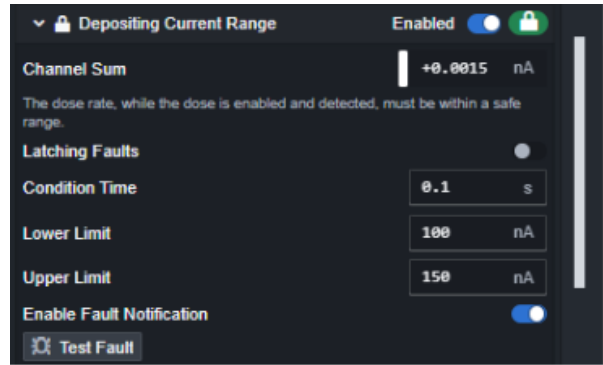 Depositing Current Range Enabled
Channel Sum +0.0015 nA
The dose rate, while the dose is enabled and detected, must be within a safe
range.
Latching Faults
Condition Time 0.1 s
Lower Limit 100 nA
Upper Limit 150 nA
Enable Fault Notification
Test Fault